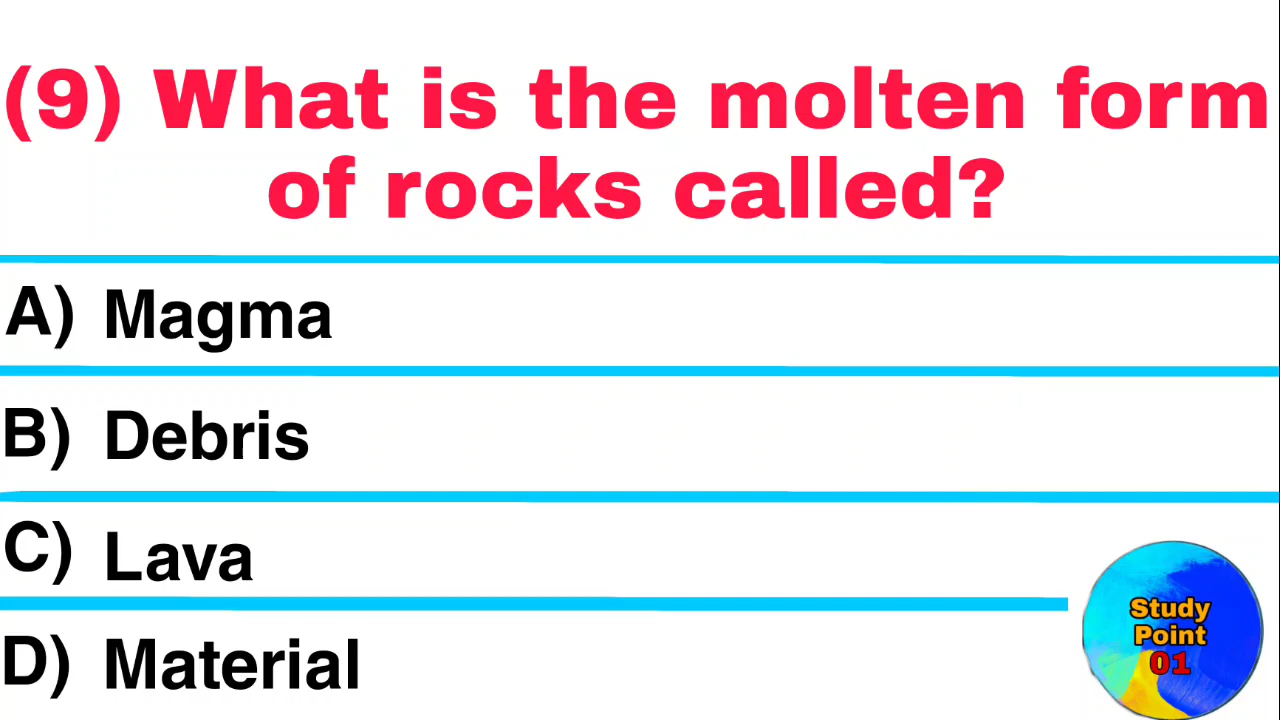 (9) What is the molten form
of rocks called?
A) Magma
B) Debris
C) Lava
D) Material
Study
Point
01